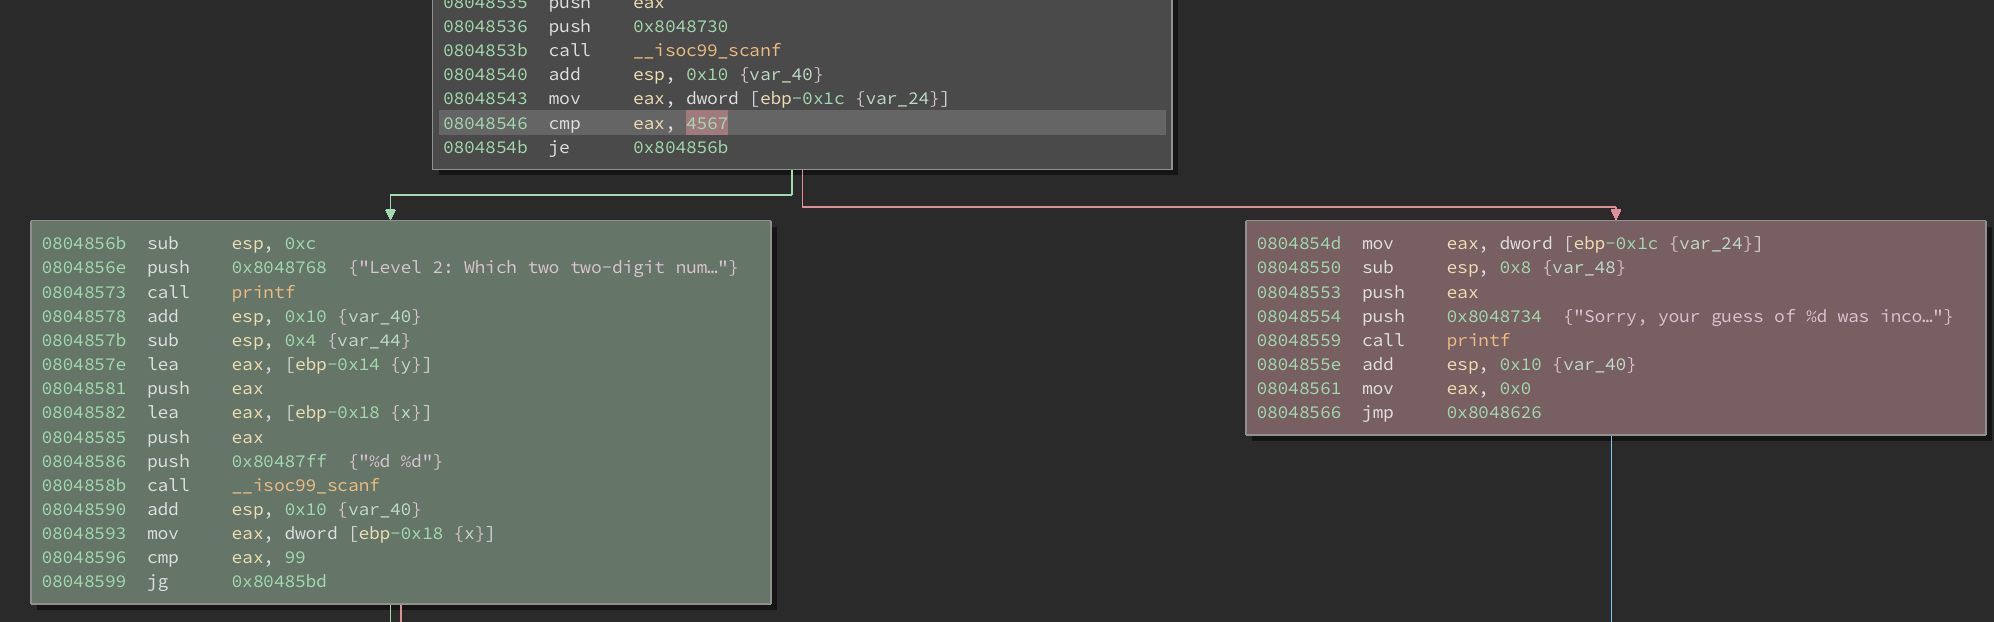 08048535 push eax
08048536 push 0x8048730
0804853b call __isoc99_scanf
08048540 add esp, 0x10 {var_40}
08048543 mov eax, dword [ebp-0x1c {var_24}]
08048546 cmp eax, 4567
0804854b je 0x804856b
0804856b sub esp, 0xc
0804856e push 0x8048768 {"Level 2: Which two two-digit num…"}
08048573 call printf
08048578 add esp, 0x10 {var_40}
0804857b sub esp, 0x4 {var_44}
0804857e lea eax, [ebp-0x14 {y}]
08048581 push eax
08048582 lea eax, [ebp-0x18 {x}]
08048585 push eax
08048586 push 0x80487ff {"%d %d"}
0804858b call __isoc99_scanf
08048590 add esp, 0x10 {var_40}
08048593 mov eax, dword [ebp-0x18 {x}]
08048596 cmp eax, 99
08048599 jg 0x80485bd
0804854d mov eax, dword [ebp-0x1c {var_24}]
08048550 sub esp, 0x8 {var_48}
08048553 push eax
08048554 push 0x8048734 {"Sorry, your guess of %d was inco…"}
08048559 call printf
0804855e add esp, 0x10 {var_40}
08048561 mov eax, 0x0
08048566 jmp 0x8048626